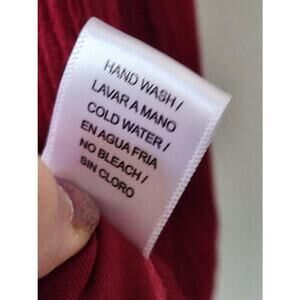 HAND WASH /
LAVAR A MANO
COLD WATER /
EN AGUA FRIA
NO BLEACH /
SIN CLORO